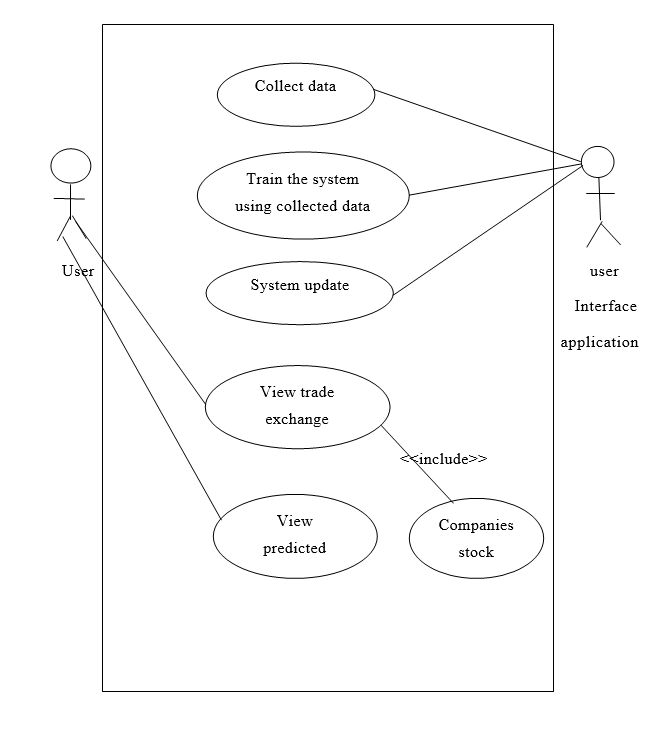 Collect data
Train the system
using collected data
System update
User
user
Interface
application
View trade
exchange
<<include>>
View
predicted
Companies
stock